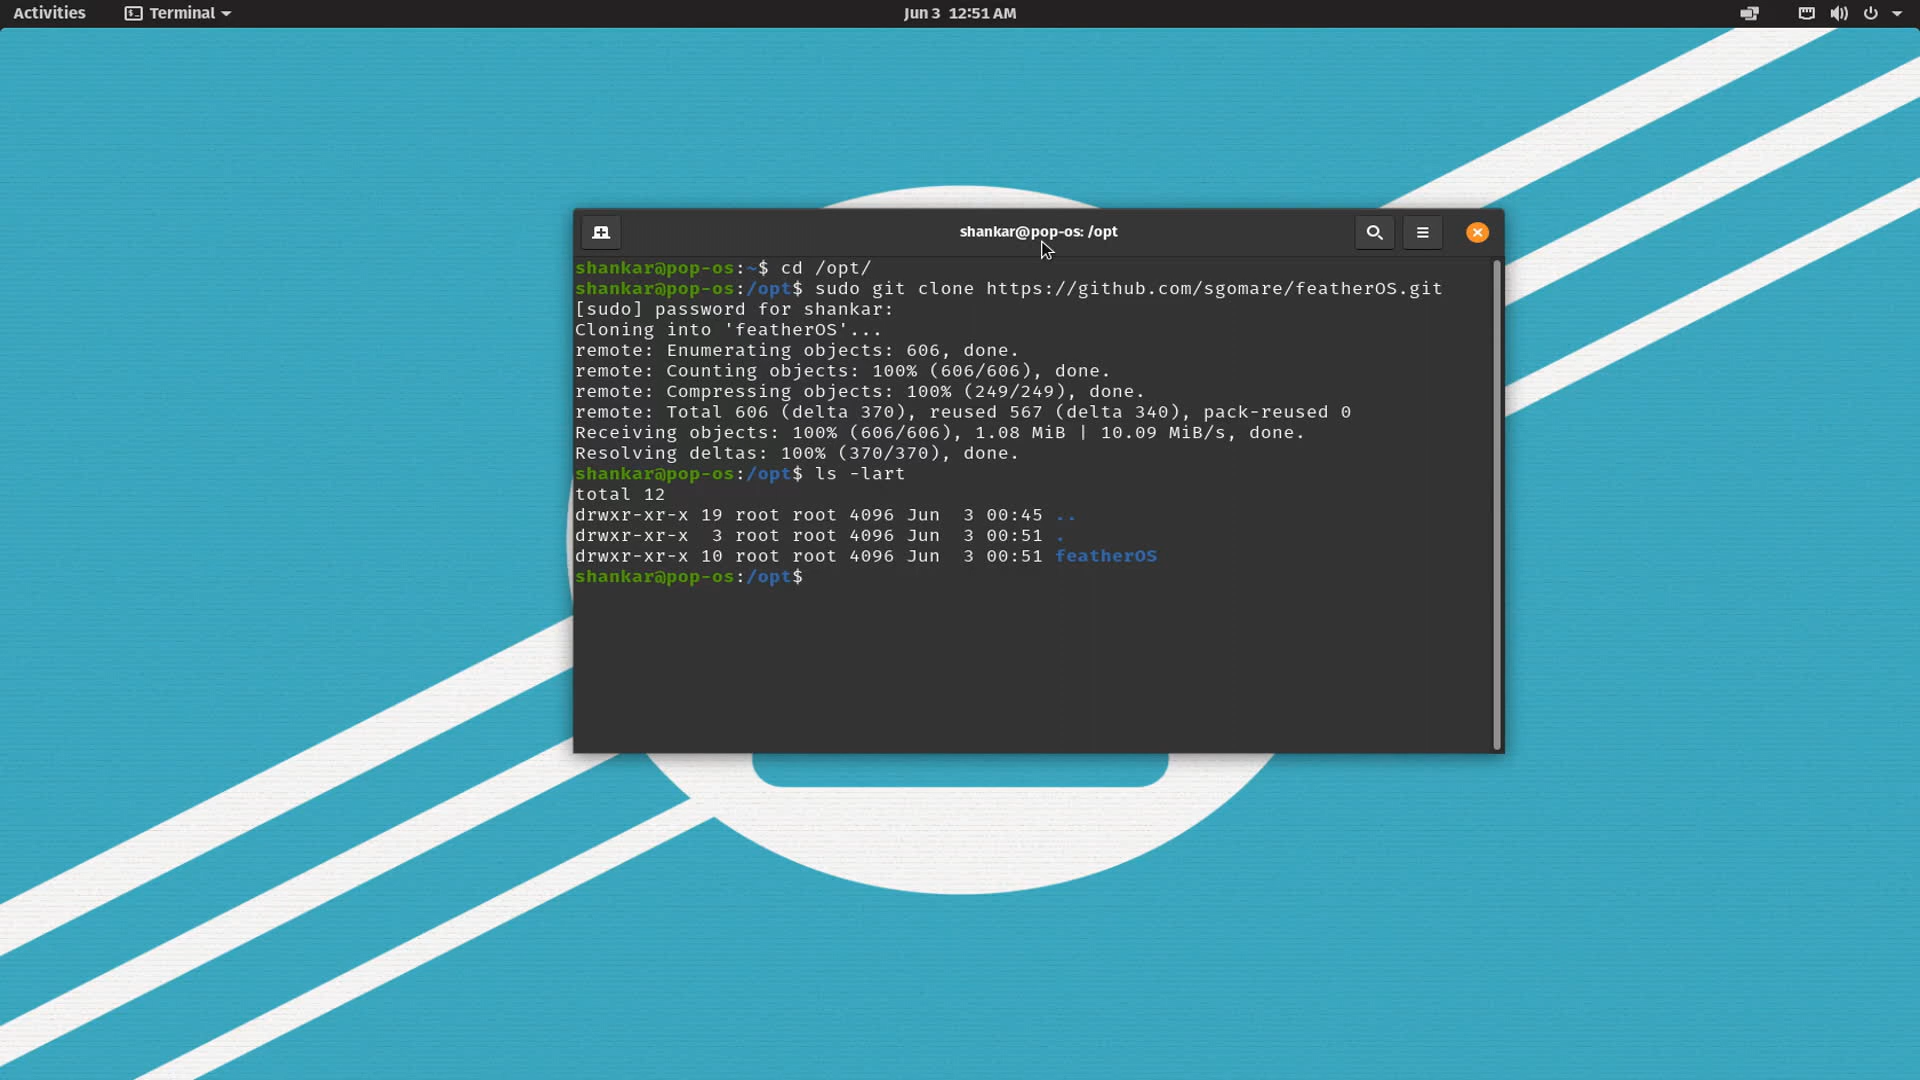 Activities Terminal Jun 3 12:51 AM
shankar@pop-os: /opt
shankar@pop-os:~$ cd /opt/
shankar@pop-os:/opt$ sudo git clone https://github.com/sgomare/featherOS.git
[sudo] password for shankar:
Cloning into 'featherOS'...
remote: Enumerating objects: 606, done.
remote: Counting objects: 100% (606/606), done.
remote: Compressing objects: 100% (249/249), done.
remote: Total 606 (delta 370), reused 567 (delta 340), pack-reused 0
Receiving objects: 100% (606/606), 1.08 MiB | 10.09 MiB/s, done.
Resolving deltas: 100% (370/370), done.
shankar@pop-os:/opt$ ls -lart
total 12
drwxr-xr-x 19 root root 4096 Jun  3 00:45 ..
drwxr-xr-x  3 root root 4096 Jun  3 00:51 .
drwxr-xr-x 10 root root 4096 Jun  3 00:51 featherOS
shankar@pop-os:/opt$